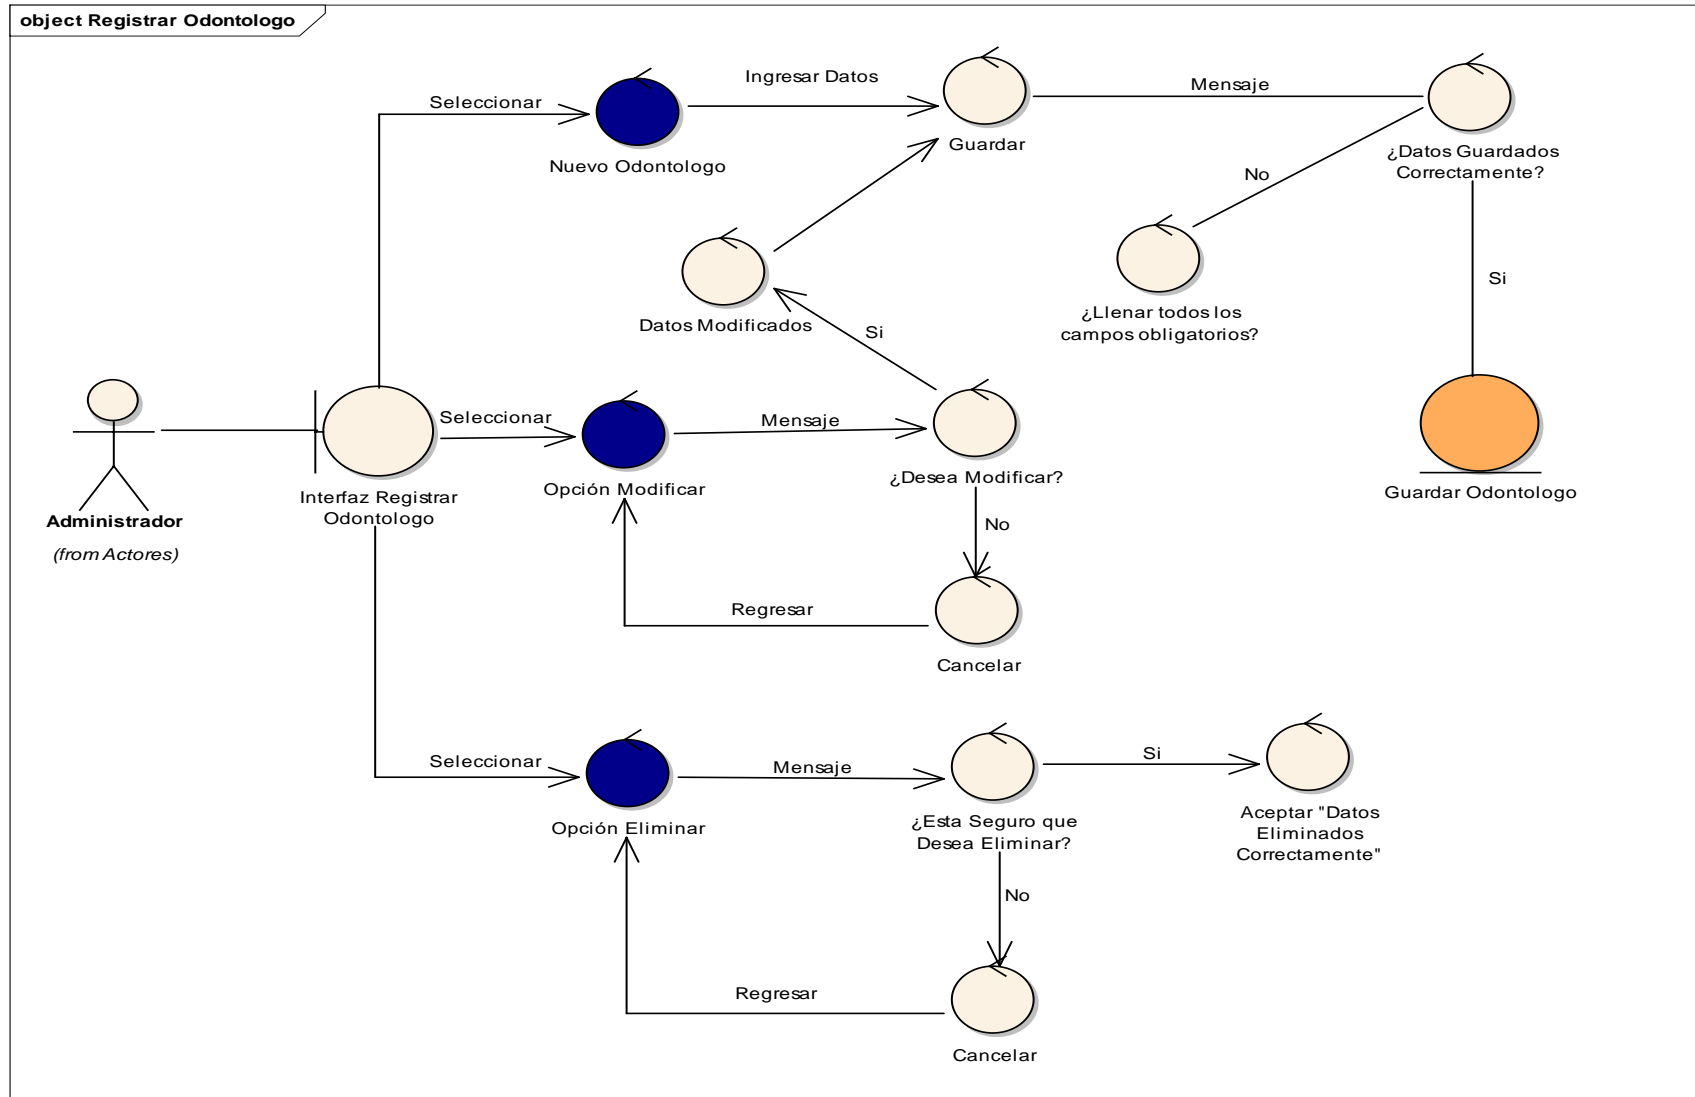 object Registrar Odontologo
Seleccionar
Nuevo Odontologo
Ingresar Datos
Guardar
Mensaje
¿Datos Guardados
Correctamente?
No
¿Llenar todos los
campos obligatorios?
Si
Guardar Odontologo
Datos Modificados
Si
Administrador
(from Actores)
Interfaz Registrar
Odontologo
Seleccionar
Opción Modificar
Mensaje
¿Desea Modificar?
No
Regresar
Cancelar
Seleccionar
Opción Eliminar
Mensaje
¿Esta Seguro que
Desea Eliminar?
Si
Aceptar "Datos
Eliminados
Correctamente"
No
Regresar
Cancelar